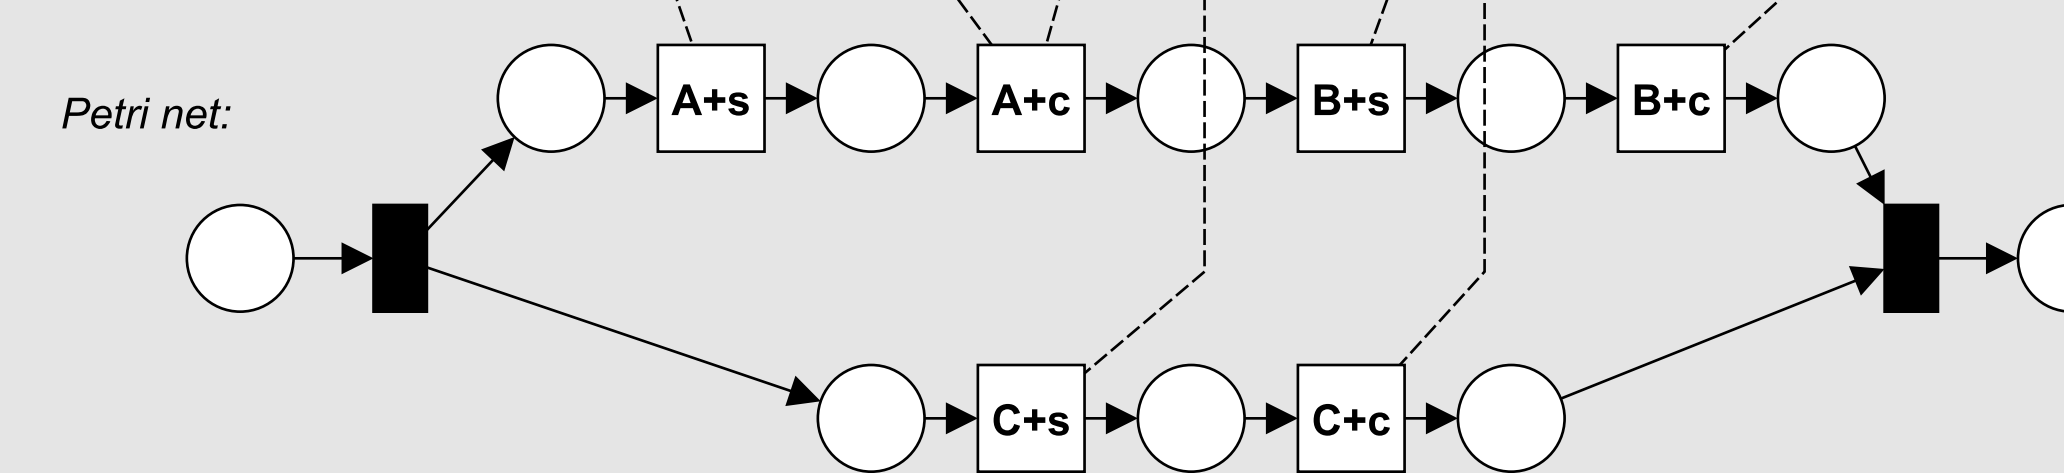 Petri net:
A+s
A+c
B+s
B+c
C+s
C+c